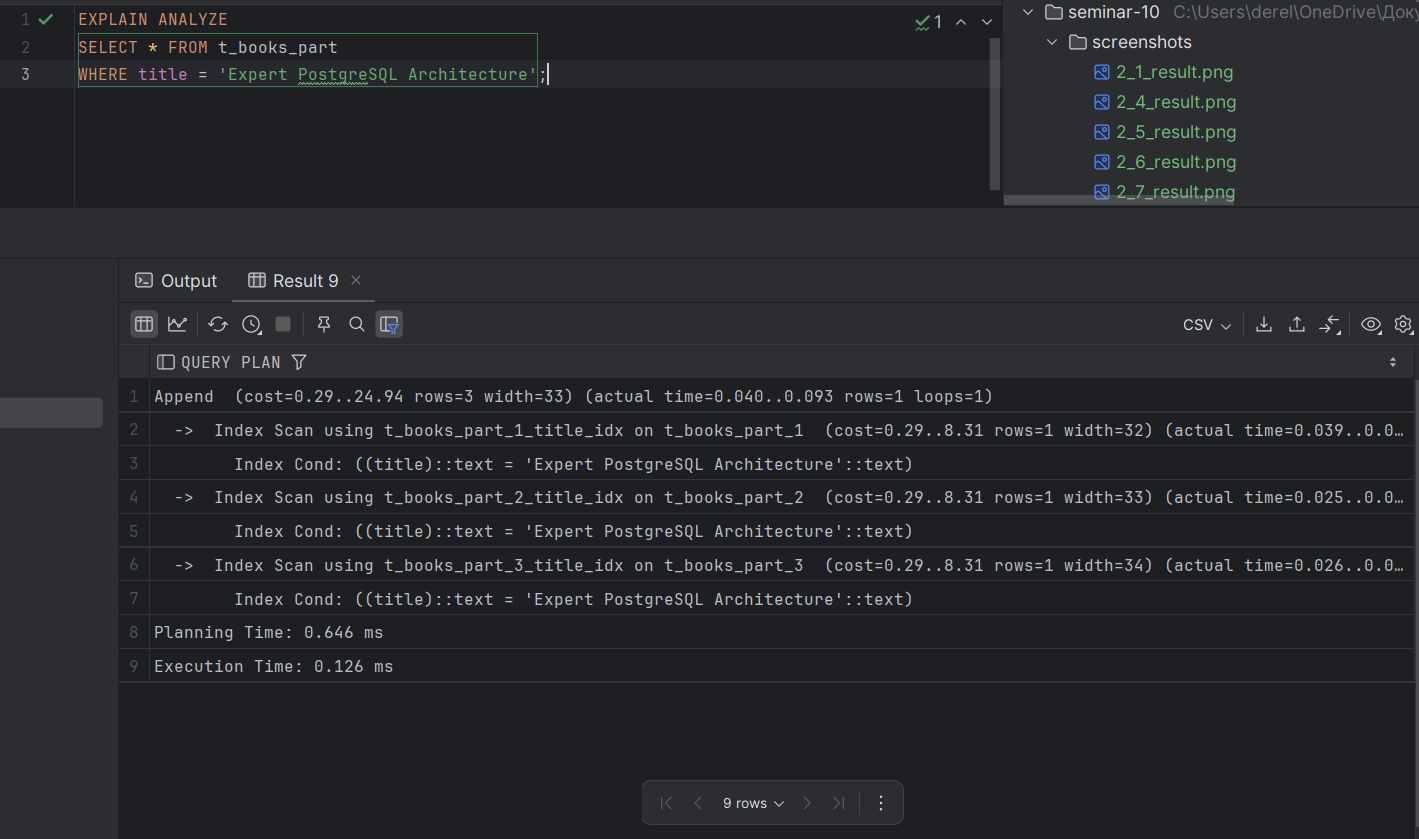 1 EXPLAIN ANALYZE
2 SELECT * FROM t_books_part
3 WHERE title = 'Expert PostgreSQL Architecture';
1
seminar-10 C:\Users\derel\OneDrive\Доку
screenshots
2_1_result.png
2_4_result.png
2_5_result.png
2_6_result.png
2_7_result.png
Output Result 9
CSV
QUERY PLAN
1 Append (cost=0.29..24.94 rows=3 width=33) (actual time=0.040..0.093 rows=1 loops=1)
2 -> Index Scan using t_books_part_1_title_idx on t_books_part_1 (cost=0.29..8.31 rows=1 width=32) (actual time=0.039..0.0…
3 Index Cond: ((title)::text = 'Expert PostgreSQL Architecture'::text)
4 -> Index Scan using t_books_part_2_title_idx on t_books_part_2 (cost=0.29..8.31 rows=1 width=33) (actual time=0.025..0.0…
5 Index Cond: ((title)::text = 'Expert PostgreSQL Architecture'::text)
6 -> Index Scan using t_books_part_3_title_idx on t_books_part_3 (cost=0.29..8.31 rows=1 width=34) (actual time=0.026..0.0…
7 Index Cond: ((title)::text = 'Expert PostgreSQL Architecture'::text)
8 Planning Time: 0.646 ms
9 Execution Time: 0.126 ms
9 rows